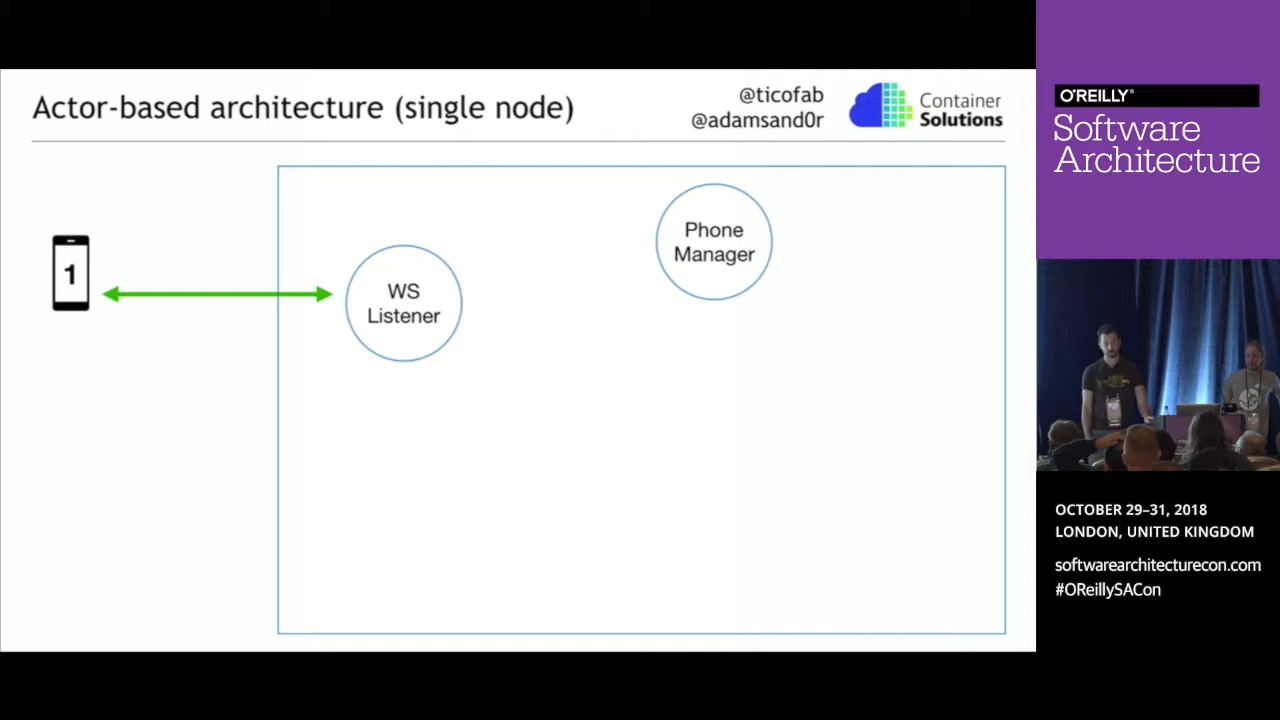 Actor-based architecture (single node)
@ticofab
@adamsand0r
Container
Solutions
1
WS
Listener
Phone
Manager
O'REILLY®
Software
Architecture
OCTOBER 29–31, 2018
LONDON, UNITED KINGDOM
softwarearchitecturecon.com
#OReillySACon